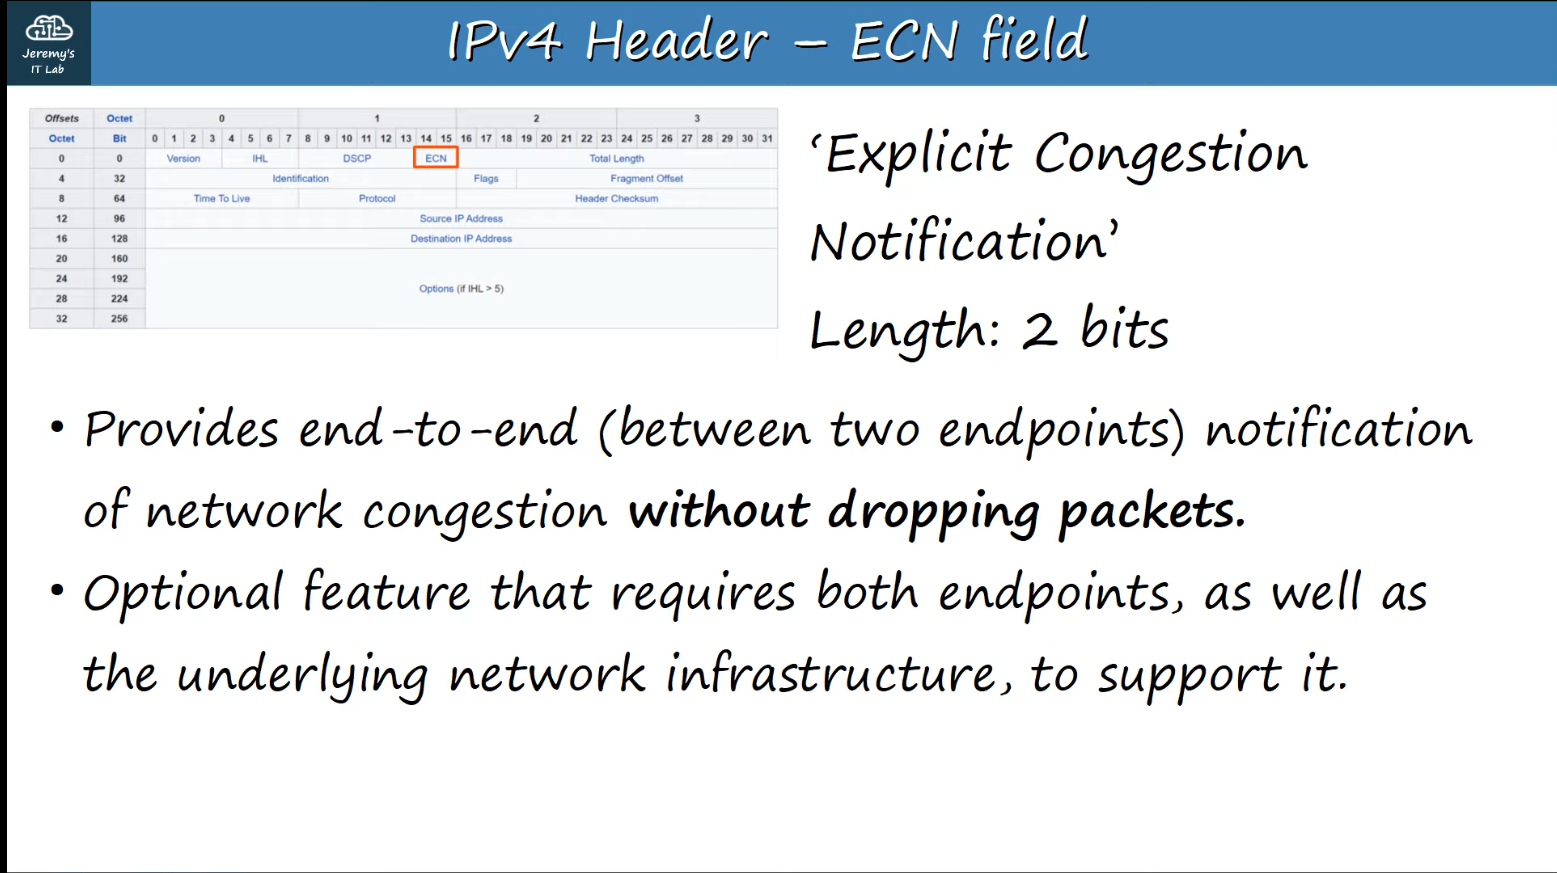 Jeremy's
IT Lab
IPv4 Header – ECN field
Offsets Octet 0 1 2 3
Octet Bit 0 1 2 3 4 5 6 7 8 9 10 11 12 13 14 15 16 17 18 19 20 21 22 23 24 25 26 27 28 29 30 31
0 0 Version IHL DSCP ECN Total Length
4 32 Identification Flags Fragment Offset
8 64 Time To Live Protocol Header Checksum
12 96 Source IP Address
16 128 Destination IP Address
20 160
24 192
Options (if IHL > 5)
28 224
32 256
‘Explicit Congestion
Notification’
Length: 2 bits
• Provides end-to-end (between two endpoints) notification
of network congestion without dropping packets.
• Optional feature that requires both endpoints, as well as
the underlying network infrastructure, to support it.